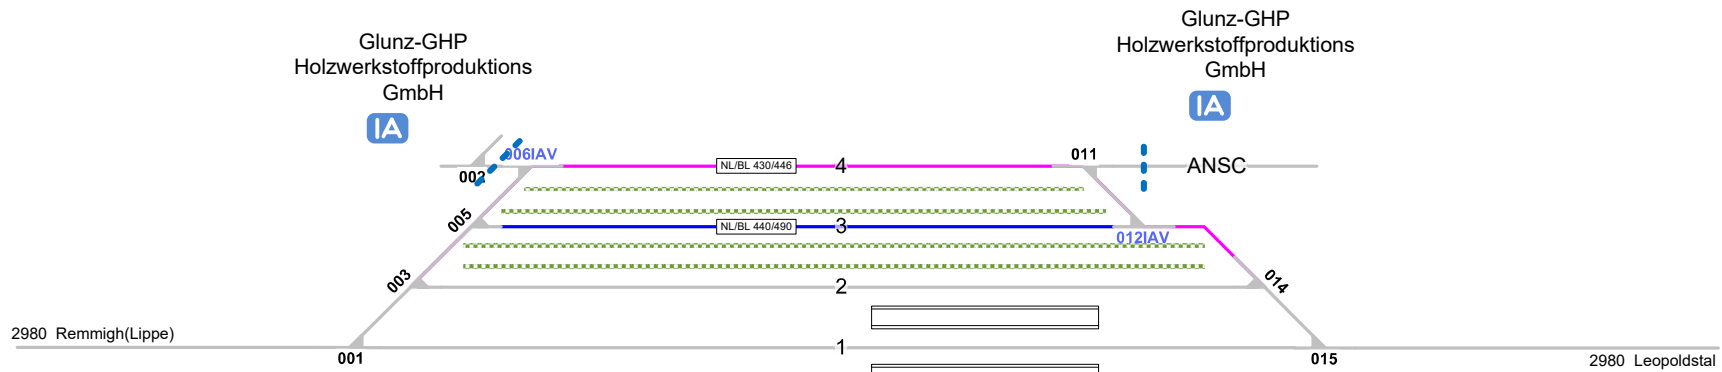 Glunz-GHP
Holzwerkstoffproduktions
GmbH
IA
Glunz-GHP
Holzwerkstoffproduktions
GmbH
IA
006IAV
002
NL/BL 430/446
4
011
ANSC
005
NL/BL 440/490
3
012IAV
003
2
014
2980 Remmigh(Lippe)
001
1
015
2980 Leopoldstal